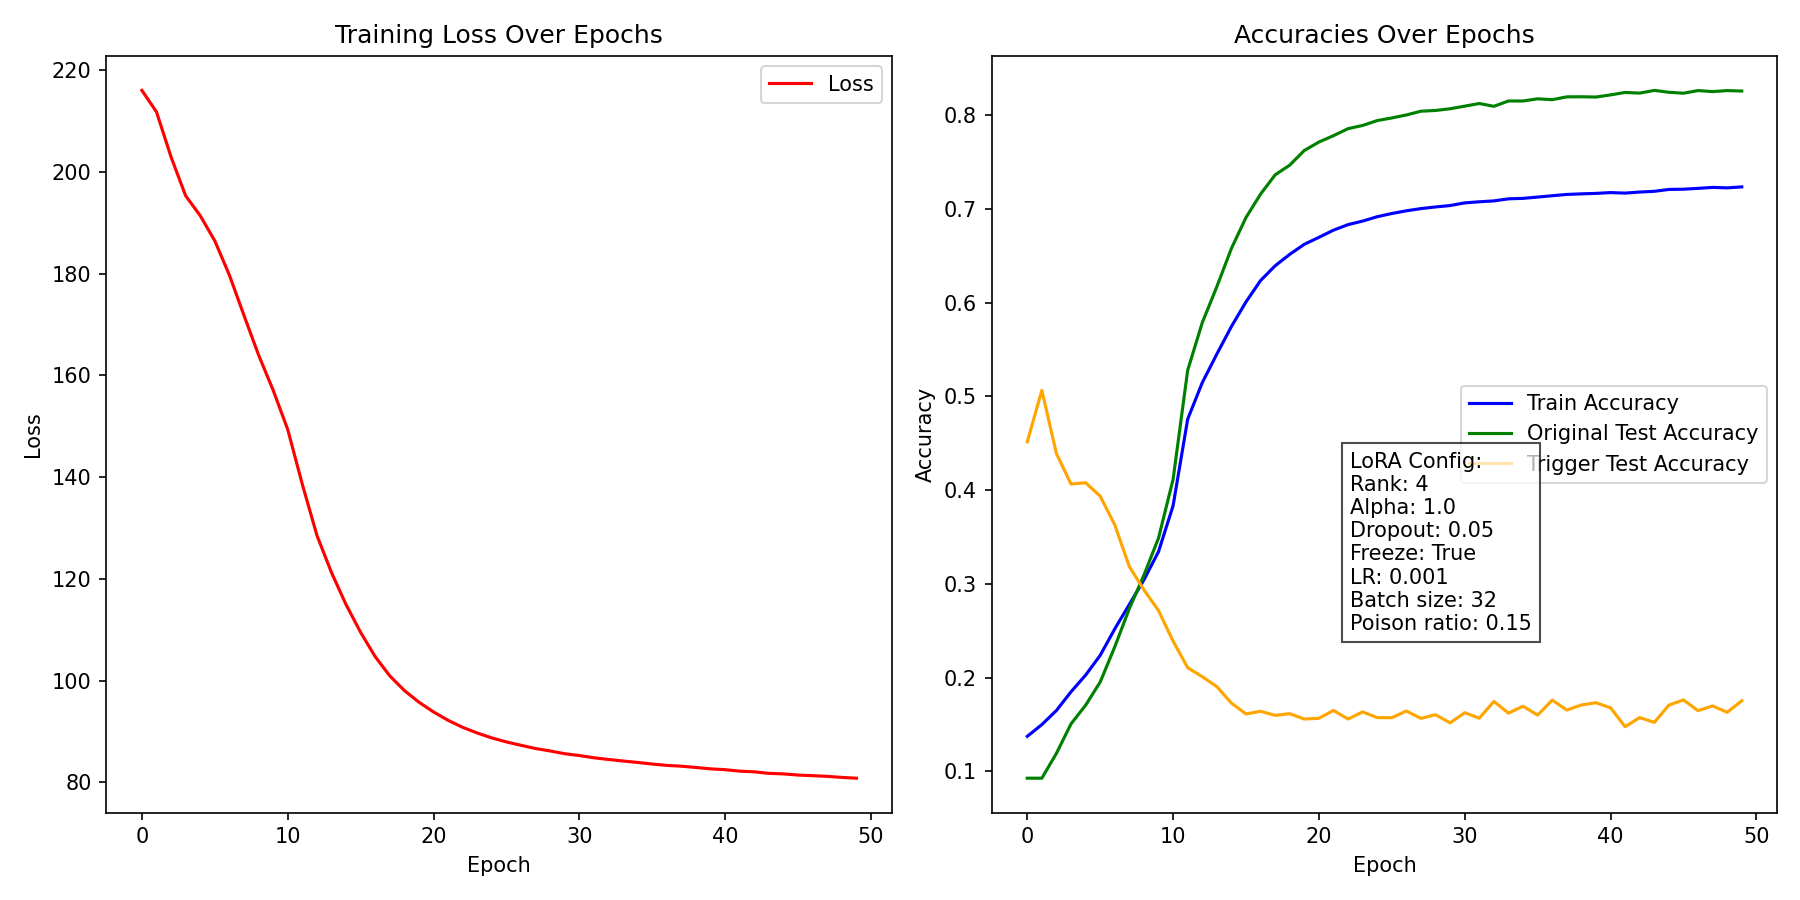 Training Loss Over Epochs
Loss
220
200
180
160
140
120
100
80
Loss
0
10
20
30
40
50
Epoch
Accuracies Over Epochs
0.8
0.7
0.6
0.5
0.4
0.3
0.2
0.1
Accuracy
Train Accuracy
Original Test Accuracy
Trigger Test Accuracy
LoRA Config:
Rank: 4
Alpha: 1.0
Dropout: 0.05
Freeze: True
LR: 0.001
Batch size: 32
Poison ratio: 0.15
0
10
20
30
40
50
Epoch